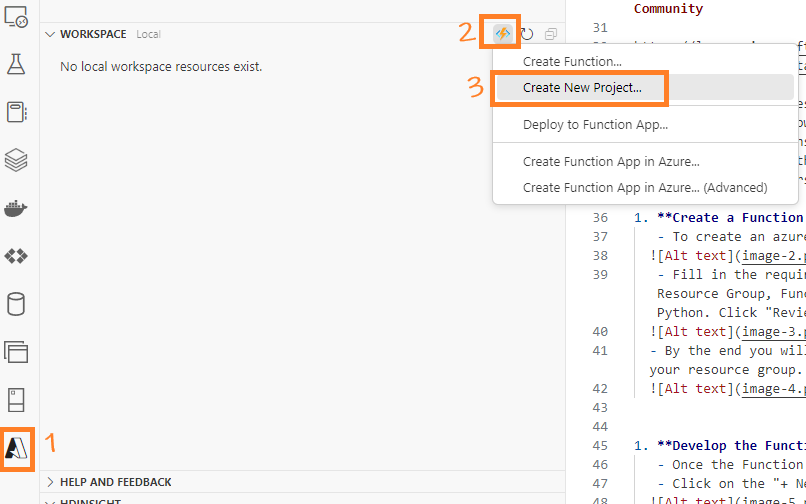 2
WORKSPACE Local
No local workspace resources exist.
3
Create Function...
Create New Project...
Deploy to Function App...
Create Function App in Azure...
Create Function App in Azure... (Advanced)
1
HELP AND FEEDBACK
HDINSIGHT
Community
31
36 1. **Create a Function
37 - To create an azure
38 ![Alt text](image-2.p
39 - Fill in the requir
Resource Group, Func
Python. Click "Revie
40 ![Alt text](image-3.p
41 - By the end you will
your resource group.
42 ![Alt text](image-4.p
43
44
45 1. **Develop the Functi
46 - Once the Function
47 - Click on the "+ Ne
48 ![Alt text](image-5.p